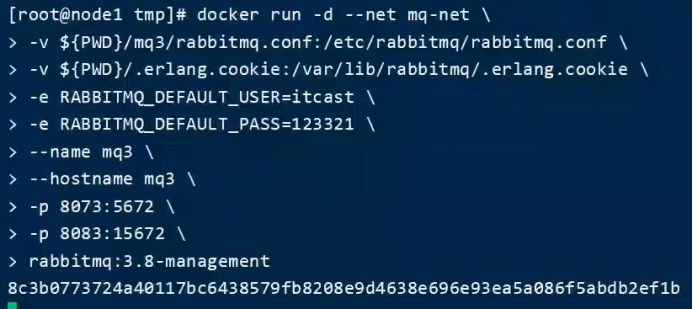 [root@node1 tmp]# docker run -d --net mq-net \
> -v ${PWD}/mq3/rabbitmq.conf:/etc/rabbitmq/rabbitmq.conf \
> -v ${PWD}/.erlang.cookie:/var/lib/rabbitmq/.erlang.cookie \
> -e RABBITMQ_DEFAULT_USER=itcast \
> -e RABBITMQ_DEFAULT_PASS=123321 \
> --name mq3 \
> --hostname mq3 \
> -p 8073:5672 \
> -p 8083:15672 \
> rabbitmq:3.8-management
8c3b0773724a40117bc6438579fb8208e9d4638e696e93ea5a086f5abdb2ef1b